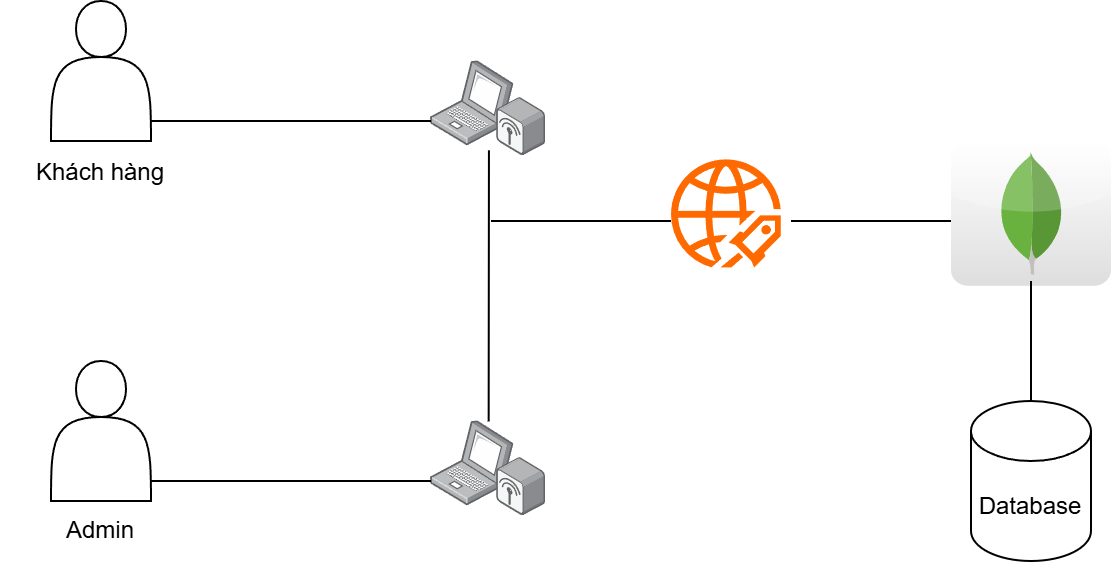 Khách hàng
Admin
Database